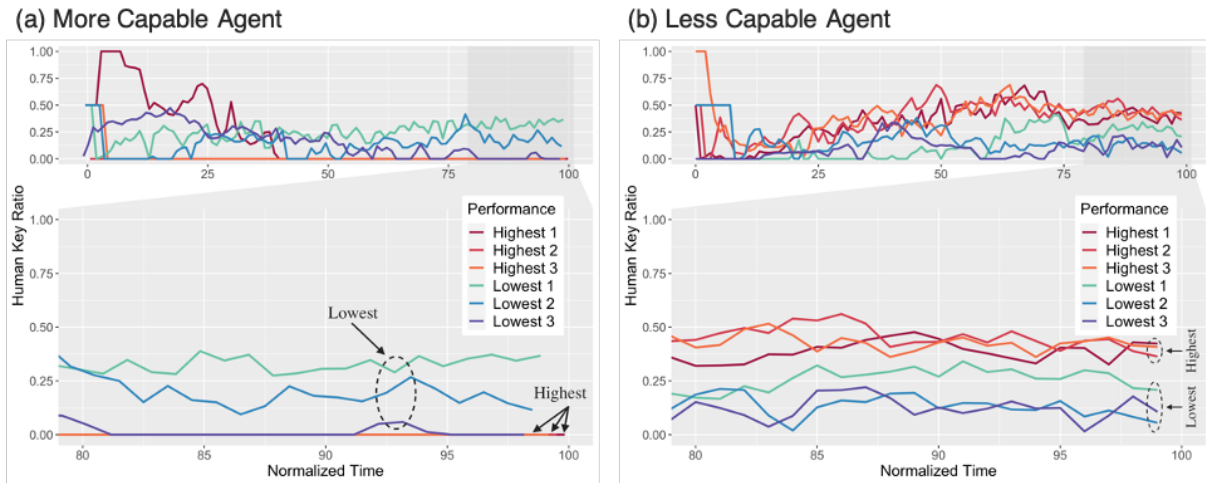 (a) More Capable Agent
(b) Less Capable Agent
Human Key Ratio
1.00
0.75
0.50
0.25
0.00
0
25
50
75
100
1.00
0.75
0.50
0.25
0.00
80
85
90
95
100
Normalized Time
Performance
Highest 1
Highest 2
Highest 3
Lowest 1
Lowest 2
Lowest 3
Lowest
Highest
Human Key Ratio
1.00
0.75
0.50
0.25
0.00
0
25
50
75
100
1.00
0.75
0.50
0.25
0.00
80
85
90
95
100
Normalized Time
Performance
Highest 1
Highest 2
Highest 3
Lowest 1
Lowest 2
Lowest 3
Highest
Lowest